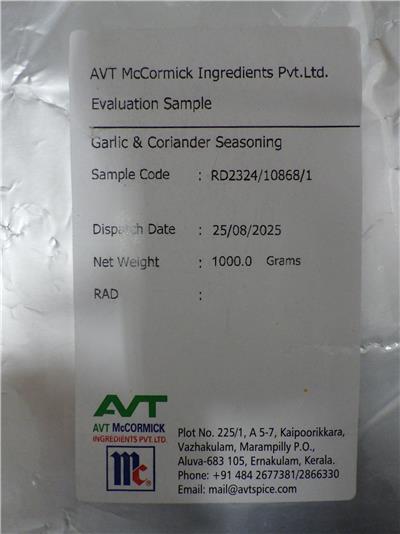 AVT McCormick Ingredients Pvt.Ltd.
Evaluation Sample
Garlic & Coriander Seasoning
Sample Code : RD2324/10868/1
Dispatch Date : 25/08/2025
Net Weight : 1000.0 Grams
RAD :
AVT
AVT McCORMICK
INGREDIENTS PVT. LTD.
Mc
Plot No. 225/1, A 5-7, Kaipoorikkara,
Vazhakulam, Marampilly P.O.,
Aluva-683 105, Ernakulam, Kerala.
Phone: +91 484 2677381/2866330
Email: mail@avtspice.com